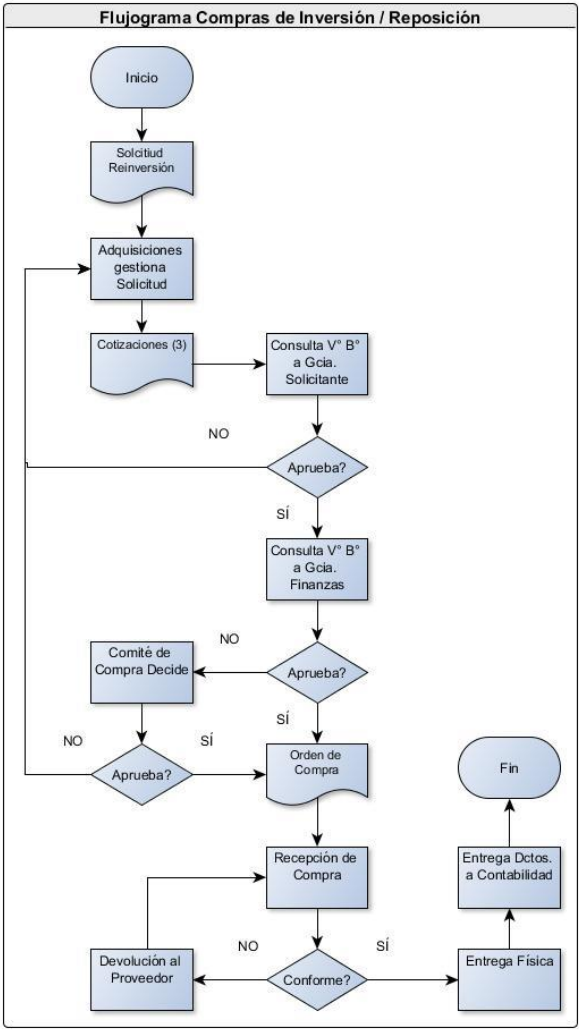 Flujograma Compras de Inversión / Reposición
Inicio
Solcitiud
Reinversión
Adquisiciones
gestiona
Solicitud
Cotizaciones (3)
Consulta V° B°
a Gcia.
Solicitante
NO
Aprueba?
SÍ
Consulta V° B°
a Gcia.
Finanzas
NO
Comité de
Compra Decide
Aprueba?
SÍ
NO
Aprueba?
SÍ
Orden de
Compra
Fin
Recepción de
Compra
Entrega Dctos.
a Contabilidad
NO
SÍ
Devolución al
Proveedor
Conforme?
Entrega Física